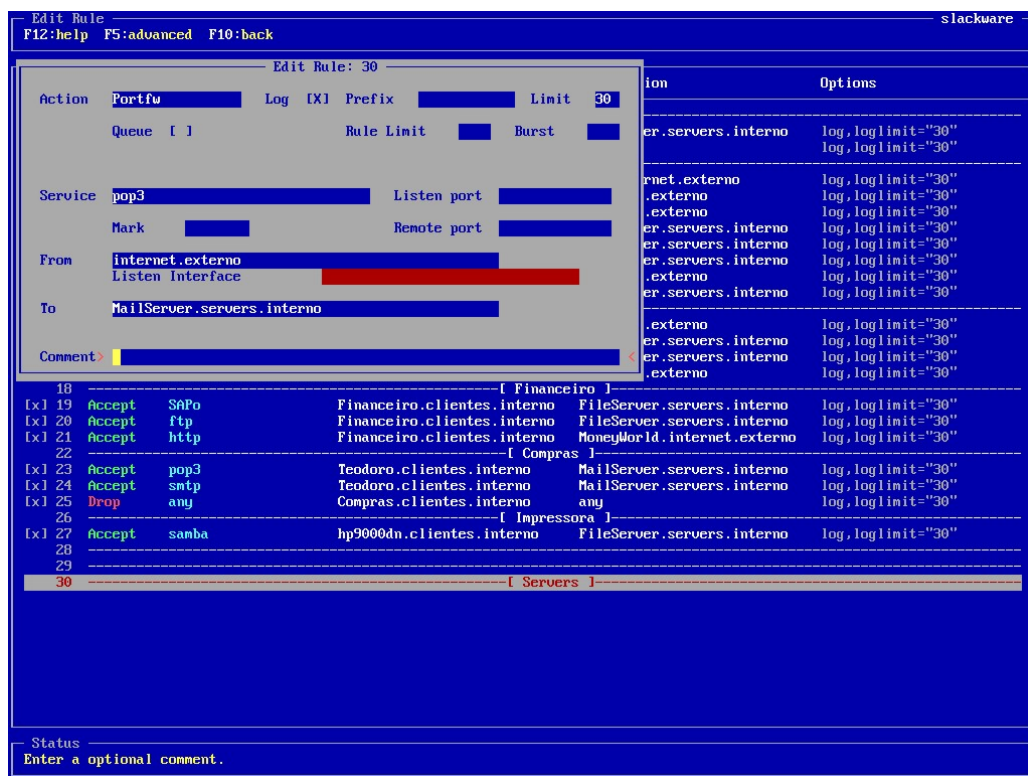 Edit Rule slackware
F12:help F5:advanced F10:back
Edit Rule: 30
ion Options
Action Portfw Log [X] Prefix Limit 30
Queue [ ] Rule Limit Burst
er.servers.interno log,loglimit="30"
log,loglimit="30"
rnet.externo log,loglimit="30"
Service pop3 Listen port .externo log,loglimit="30"
.externo log,loglimit="30"
Mark Remote port er.servers.interno log,loglimit="30"
er.servers.interno log,loglimit="30"
From internet.externo er.servers.interno log,loglimit="30"
Listen Interface .externo log,loglimit="30"
er.servers.interno log,loglimit="30"
To MailServer.servers.interno
.externo log,loglimit="30"
er.servers.interno log,loglimit="30"
Comment> < er.servers.interno log,loglimit="30"
.externo log,loglimit="30"
18 [ Financeiro ]
[x] 19 Accept SAPo Financeiro.clientes.interno FileServer.servers.interno log,loglimit="30"
[x] 20 Accept ftp Financeiro.clientes.interno FileServer.servers.interno log,loglimit="30"
[x] 21 Accept http Financeiro.clientes.interno MoneyWorld.internet.externo log,loglimit="30"
22 [ Compras ]
[x] 23 Accept pop3 Teodoro.clientes.interno MailServer.servers.interno log,loglimit="30"
[x] 24 Accept smtp Teodoro.clientes.interno MailServer.servers.interno log,loglimit="30"
[x] 25 Drop any Compras.clientes.interno any log,loglimit="30"
26 [ Impressora ]
[x] 27 Accept samba hp9000dn.clientes.interno FileServer.servers.interno log,loglimit="30"
28
29
30 [ Servers ]
Status
Enter a optional comment.